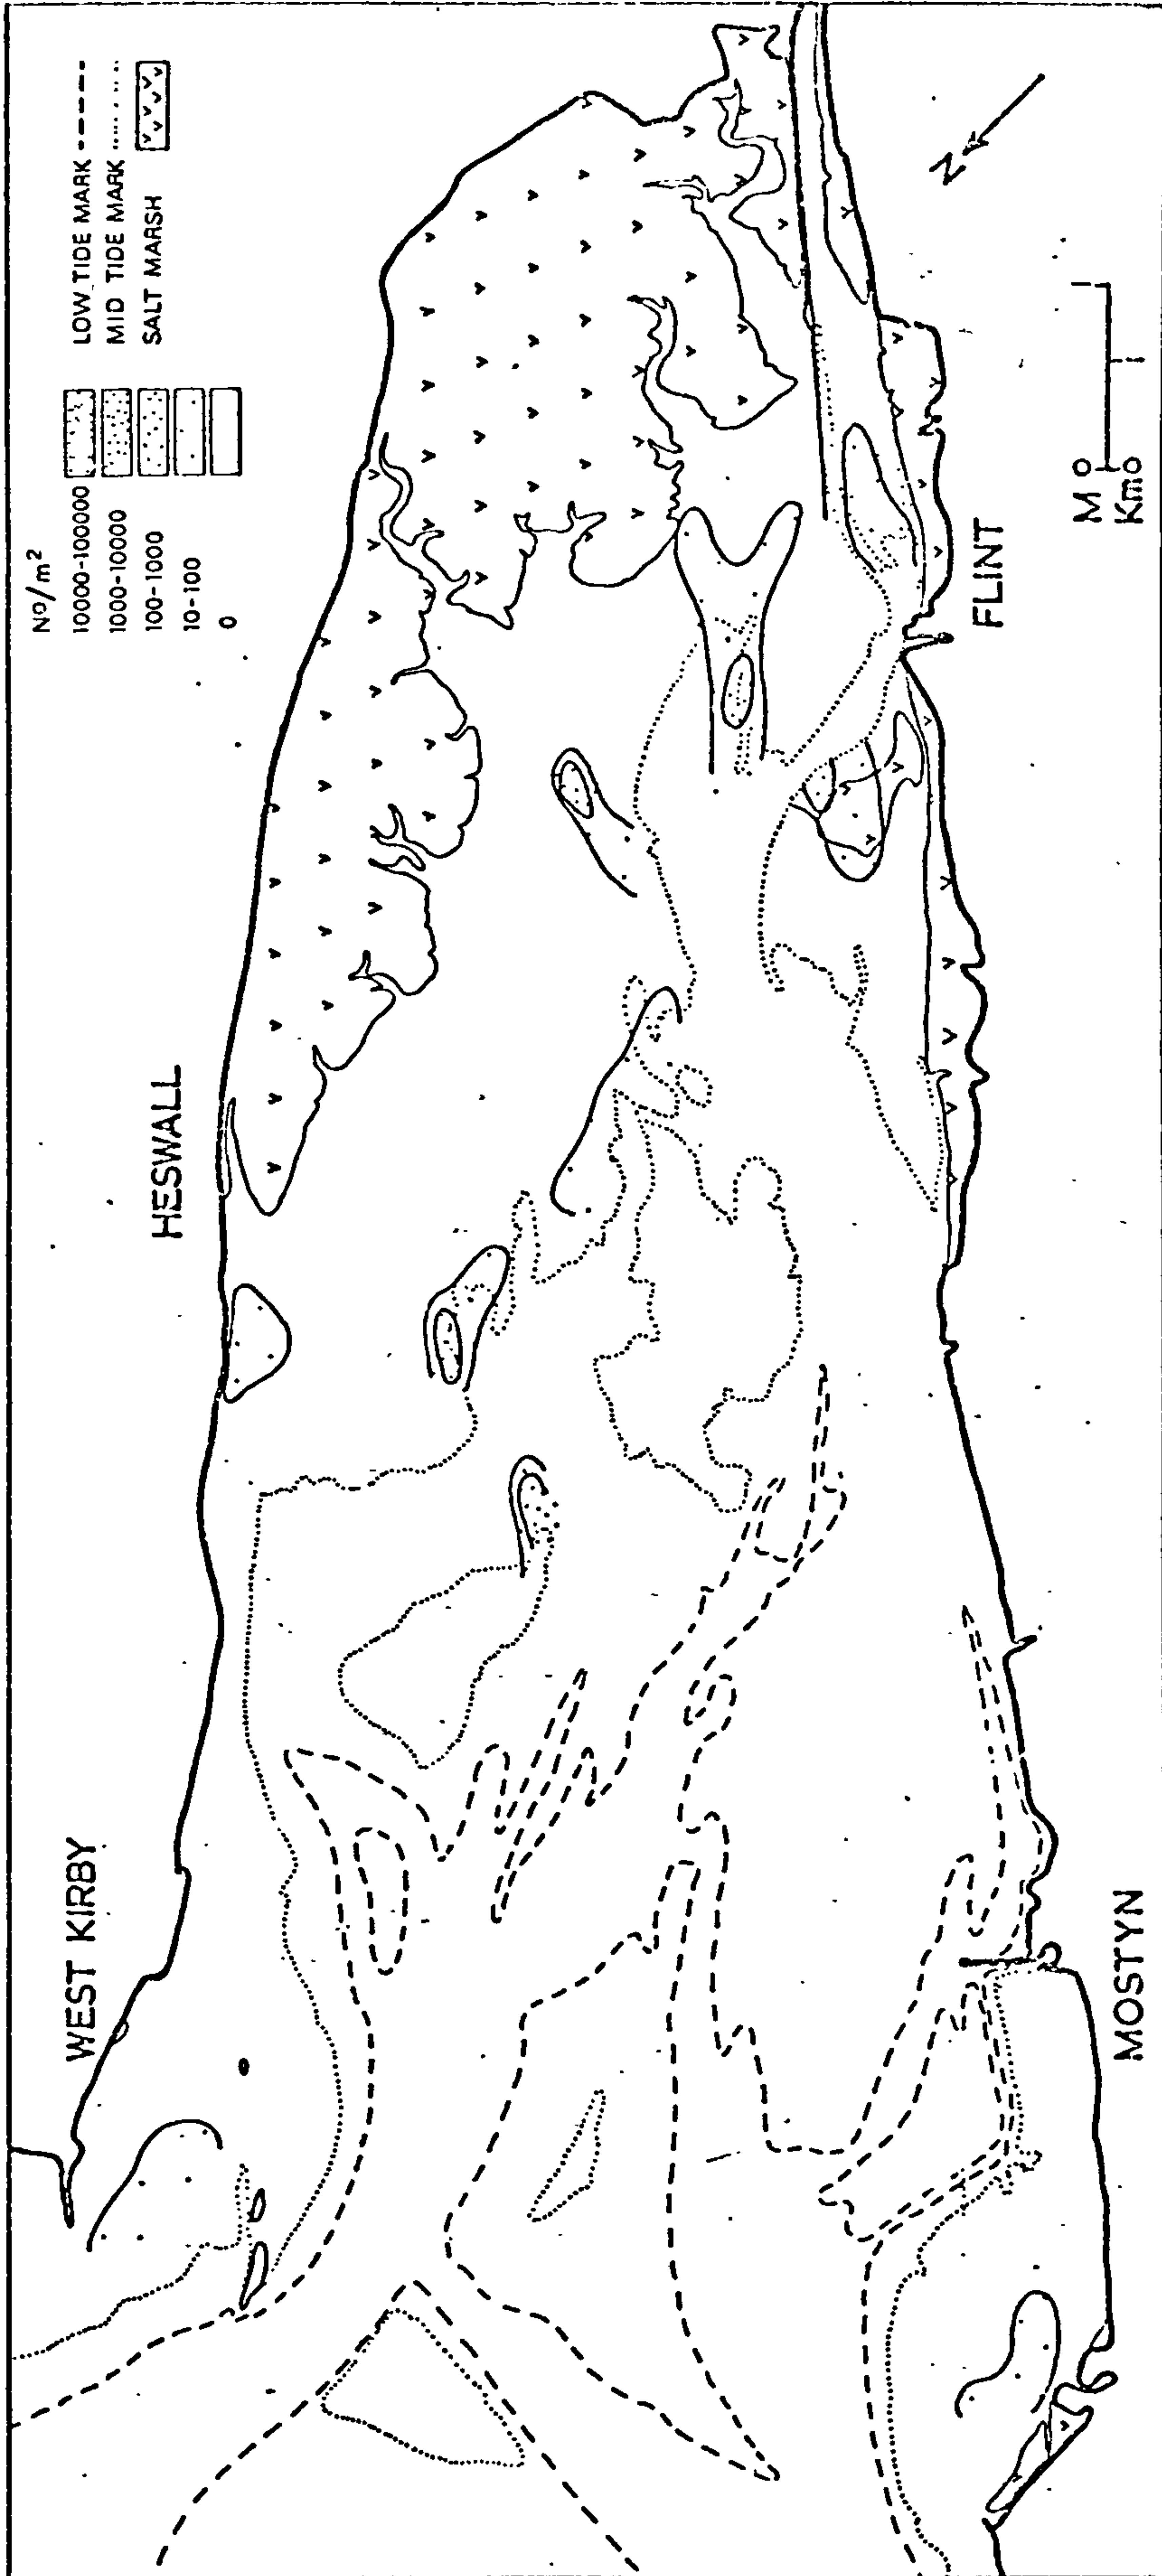 Nº/m²
10000-100000
1000-10000
100-1000
10-100
0
LOW TIDE MARK
MID TIDE MARK
SALT MARSH
WEST KIRBY
HESWALL
N
FLINT
MOSTYN
M 0 1
Km 0 1